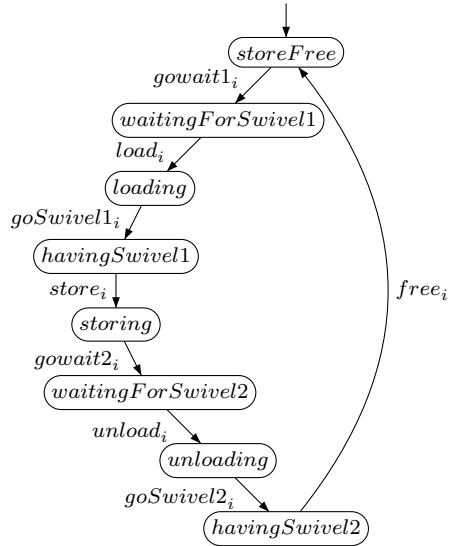 storeFree
gowait1_i
waitingForSwivel1
load_i
loading
goSwivel1_i
havingSwivel1
store_i
free_i
storing
gowait2_i
waitingForSwivel2
unload_i
unloading
goSwivel2_i
havingSwivel2